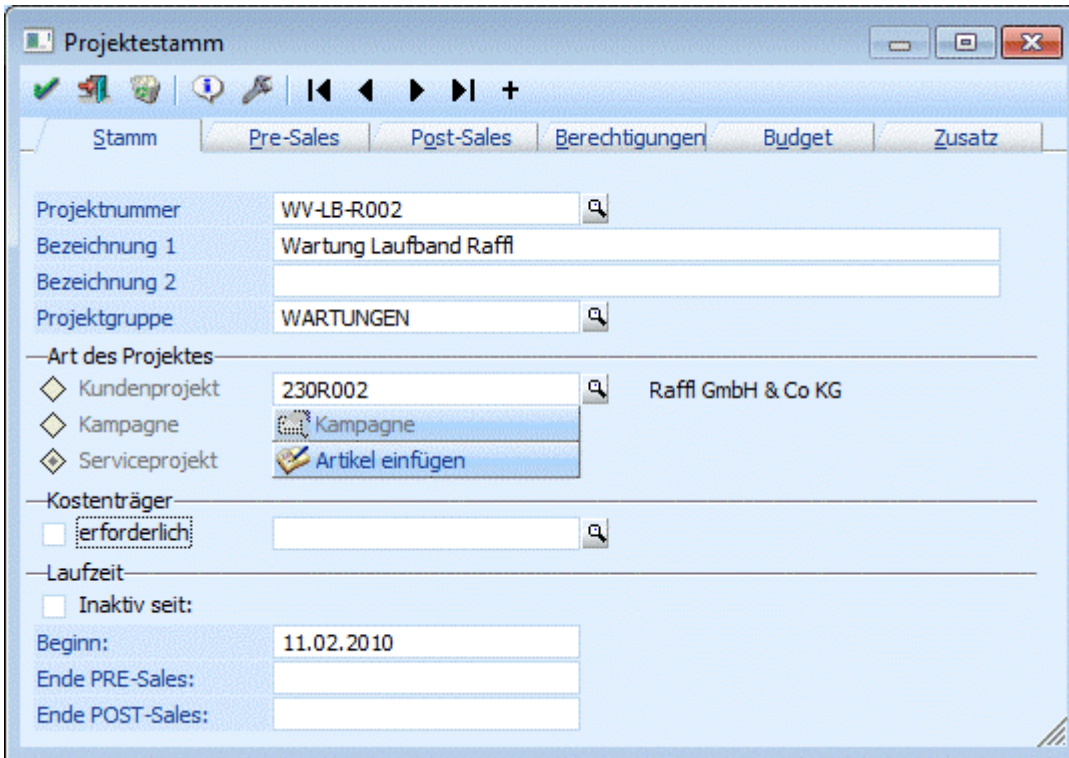 Projektestamm
Stamm Pre-Sales Post-Sales Berechtigungen Budget Zusatz
Projektnummer WV-LB-R002
Bezeichnung 1 Wartung Laufband Raffl
Bezeichnung 2
Projektgruppe WARTUNGEN
Art des Projektes
Kundenprojekt 230R002 Raffl GmbH & Co KG
Kampagne Kampagne
Serviceprojekt Artikel einfügen
Kostenträger
erforderlich
Laufzeit
Inaktiv seit:
Beginn: 11.02.2010
Ende PRE-Sales:
Ende POST-Sales: